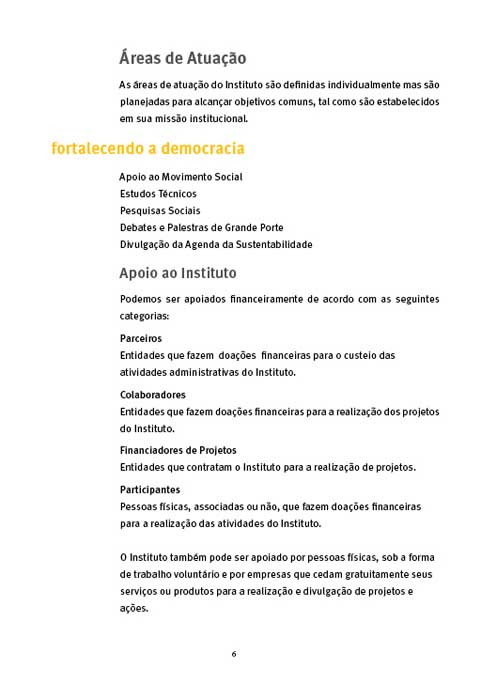 Áreas de Atuação
As áreas de atuação do Instituto são definidas individualmente mas são
planejadas para alcançar objetivos comuns, tal como são estabelecidos
em sua missão institucional.
fortalecendo a democracia
Apoio ao Movimento Social
Estudos Técnicos
Pesquisas Sociais
Debates e Palestras de Grande Porte
Divulgação da Agenda da Sustentabilidade
Apoio ao Instituto
Podemos ser apoiados financeiramente de acordo com as seguintes
categorias:
Parceiros
Entidades que fazem doações financeiras para o custeio das
atividades administrativas do Instituto.
Colaboradores
Entidades que fazem doações financeiras para a realização dos projetos
do Instituto.
Financiadores de Projetos
Entidades que contratam o Instituto para a realização de projetos.
Participantes
Pessoas físicas, associadas ou não, que fazem doações financeiras
para a realização das atividades do Instituto.
O Instituto também pode ser apoiado por pessoas físicas, sob a forma
de trabalho voluntário e por empresas que cedam gratuitamente seus
serviços ou produtos para a realização e divulgação de projetos e
ações.
6